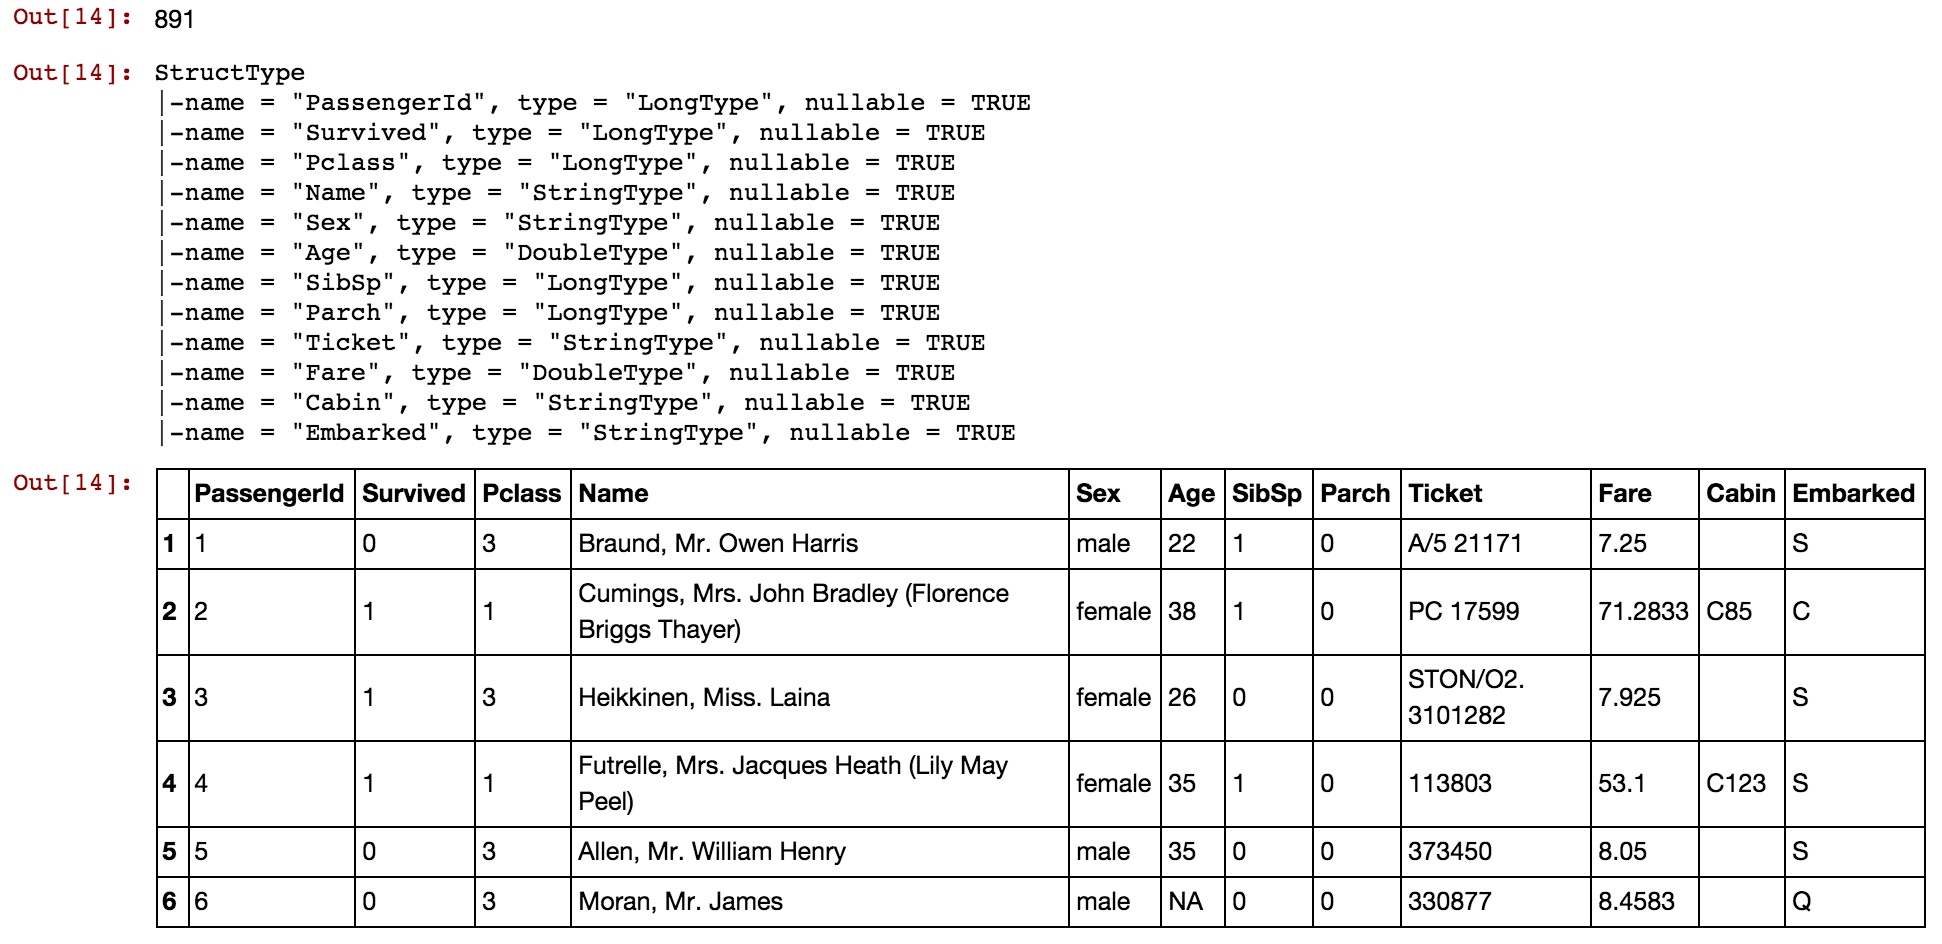 Out[14]: 891
Out[14]: StructType
|-name = "PassengerId", type = "LongType", nullable = TRUE
|-name = "Survived", type = "LongType", nullable = TRUE
|-name = "Pclass", type = "LongType", nullable = TRUE
|-name = "Name", type = "StringType", nullable = TRUE
|-name = "Sex", type = "StringType", nullable = TRUE
|-name = "Age", type = "DoubleType", nullable = TRUE
|-name = "SibSp", type = "LongType", nullable = TRUE
|-name = "Parch", type = "LongType", nullable = TRUE
|-name = "Ticket", type = "StringType", nullable = TRUE
|-name = "Fare", type = "DoubleType", nullable = TRUE
|-name = "Cabin", type = "StringType", nullable = TRUE
|-name = "Embarked", type = "StringType", nullable = TRUE
Out[14]:
PassengerId Survived Pclass Name Sex Age SibSp Parch Ticket Fare Cabin Embarked
1 1 0 3 Braund, Mr. Owen Harris male 22 1 0 A/5 21171 7.25 S
2 2 1 1 Cumings, Mrs. John Bradley (Florence Briggs Thayer) female 38 1 0 PC 17599 71.2833 C85 C
3 3 1 3 Heikkinen, Miss. Laina female 26 0 0 STON/O2. 3101282 7.925 S
4 4 1 1 Futrelle, Mrs. Jacques Heath (Lily May Peel) female 35 1 0 113803 53.1 C123 S
5 5 0 3 Allen, Mr. William Henry male 35 0 0 373450 8.05 S
6 6 0 3 Moran, Mr. James male NA 0 0 330877 8.4583 Q